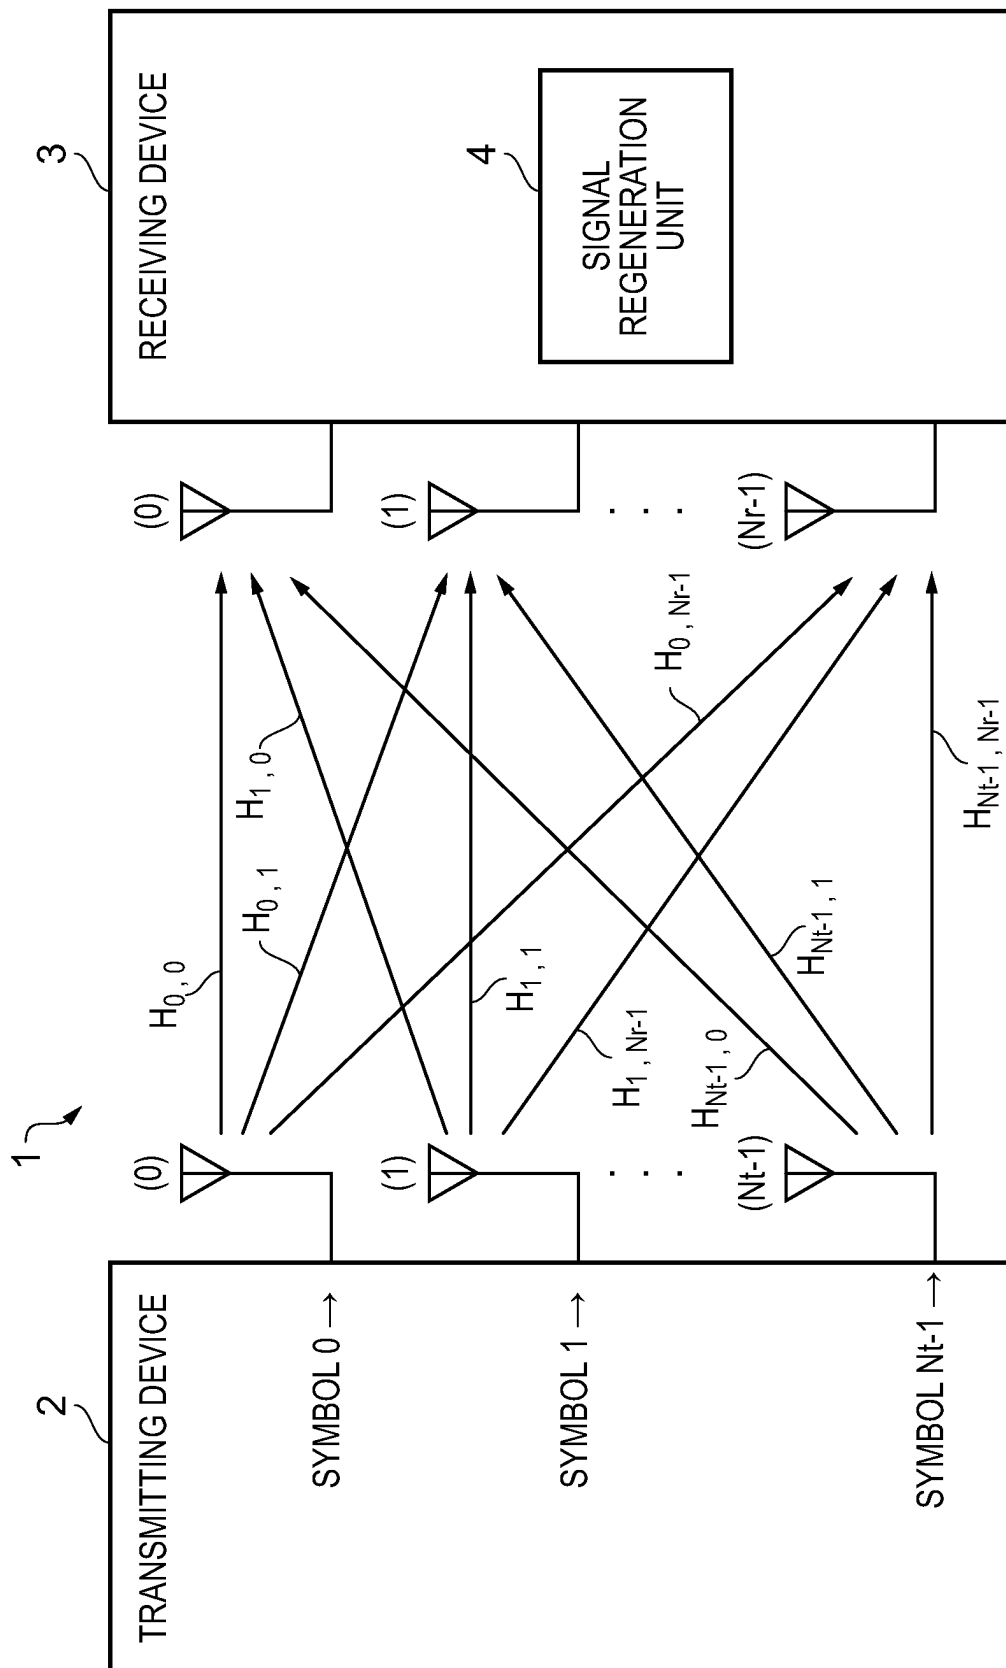 1
2
TRANSMITTING DEVICE
SYMBOL 0 →
SYMBOL 1 →
SYMBOL Nt-1 →
(0)
(1)
. . .
(Nt-1)
H0 , 0
H0 , 1
H1 , 0
H1 , 1
H1 , Nr-1
HNt-1 , 0
HNt-1 , 1
H0 , Nr-1
HNt-1 , Nr-1
(0)
(1)
. . .
(Nr-1)
3
RECEIVING DEVICE
4
SIGNAL
REGENERATION
UNIT